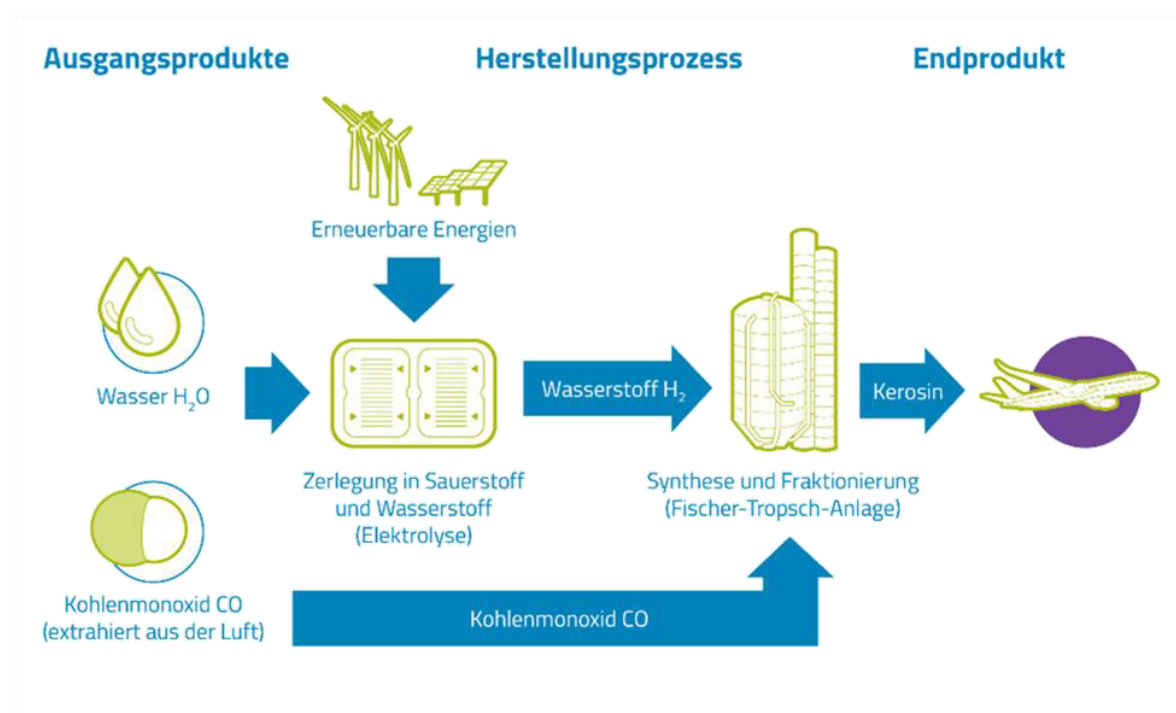 Ausgangsprodukte
Herstellungsprozess
Endprodukt
Erneuerbare Energien
Wasser H₂O
Wasserstoff H₂
Kerosin
Zerlegung in Sauerstoff
und Wasserstoff
(Elektrolyse)
Synthese und Fraktionierung
(Fischer-Tropsch-Anlage)
Kohlenmonoxid CO
(extrahiert aus der Luft)
Kohlenmonoxid CO